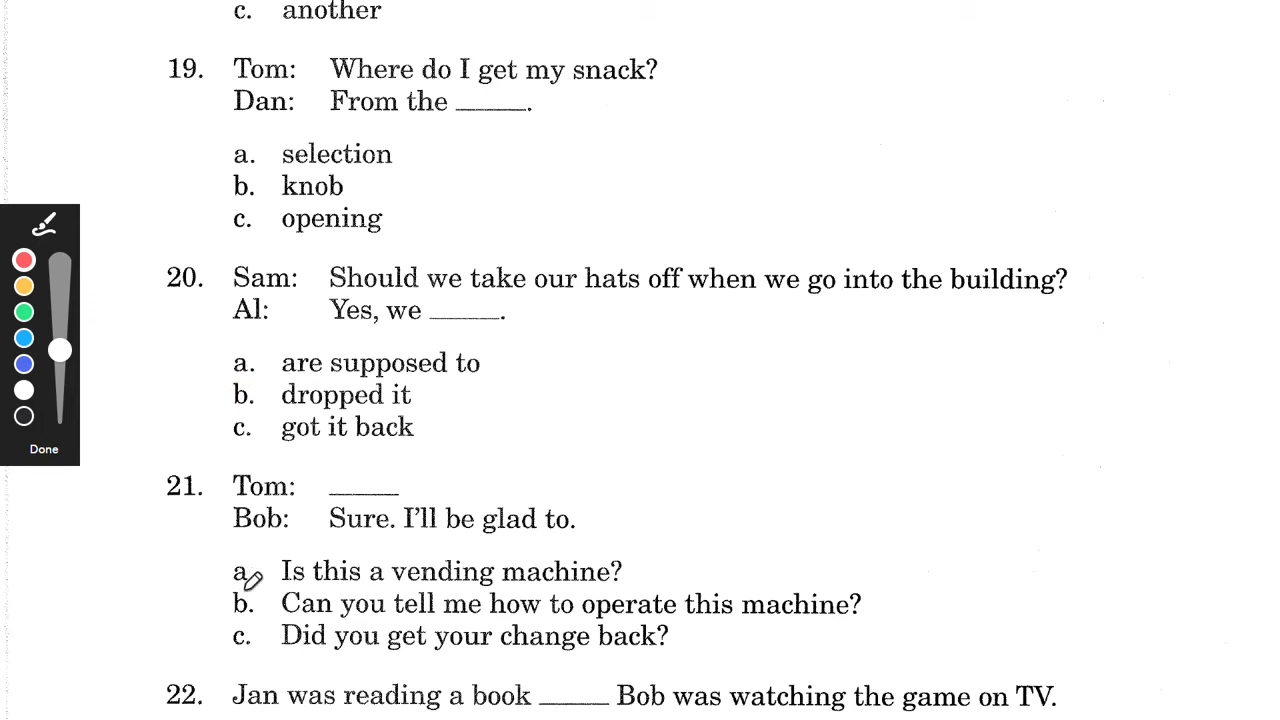 c. another
19. Tom: Where do I get my snack?
Dan: From the _____.
a. selection
b. knob
c. opening
20. Sam: Should we take our hats off when we go into the building?
Al: Yes, we _____.
a. are supposed to
b. dropped it
c. got it back
Done
21. Tom: _____
Bob: Sure. I'll be glad to.
a. Is this a vending machine?
b. Can you tell me how to operate this machine?
c. Did you get your change back?
22. Jan was reading a book _____ Bob was watching the game on TV.